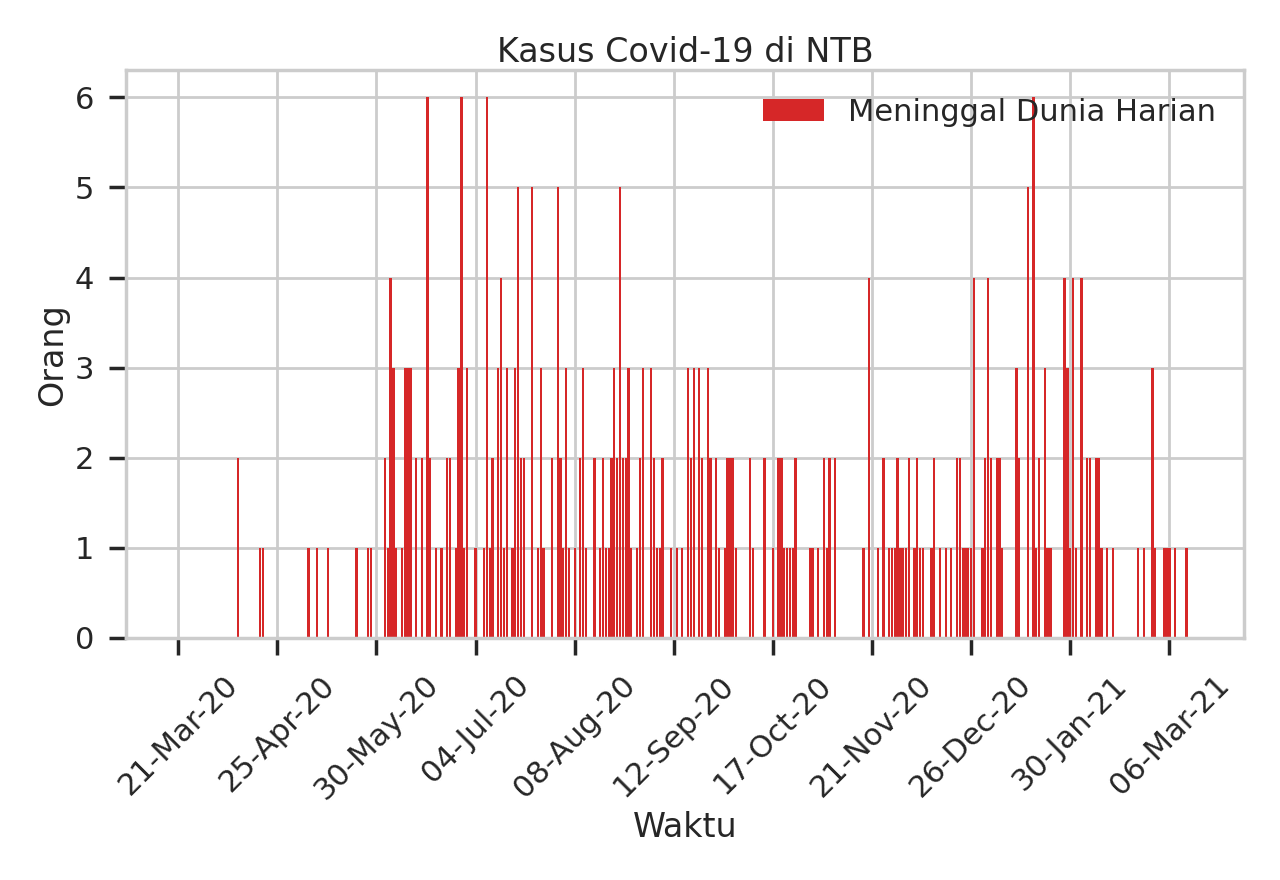 Kasus Covid-19 di NTB
Meninggal Dunia Harian
6
5
4
3
2
1
0
Orang
21-Mar-20
25-Apr-20
30-May-20
04-Jul-20
08-Aug-20
12-Sep-20
17-Oct-20
21-Nov-20
26-Dec-20
30-Jan-21
06-Mar-21
Waktu